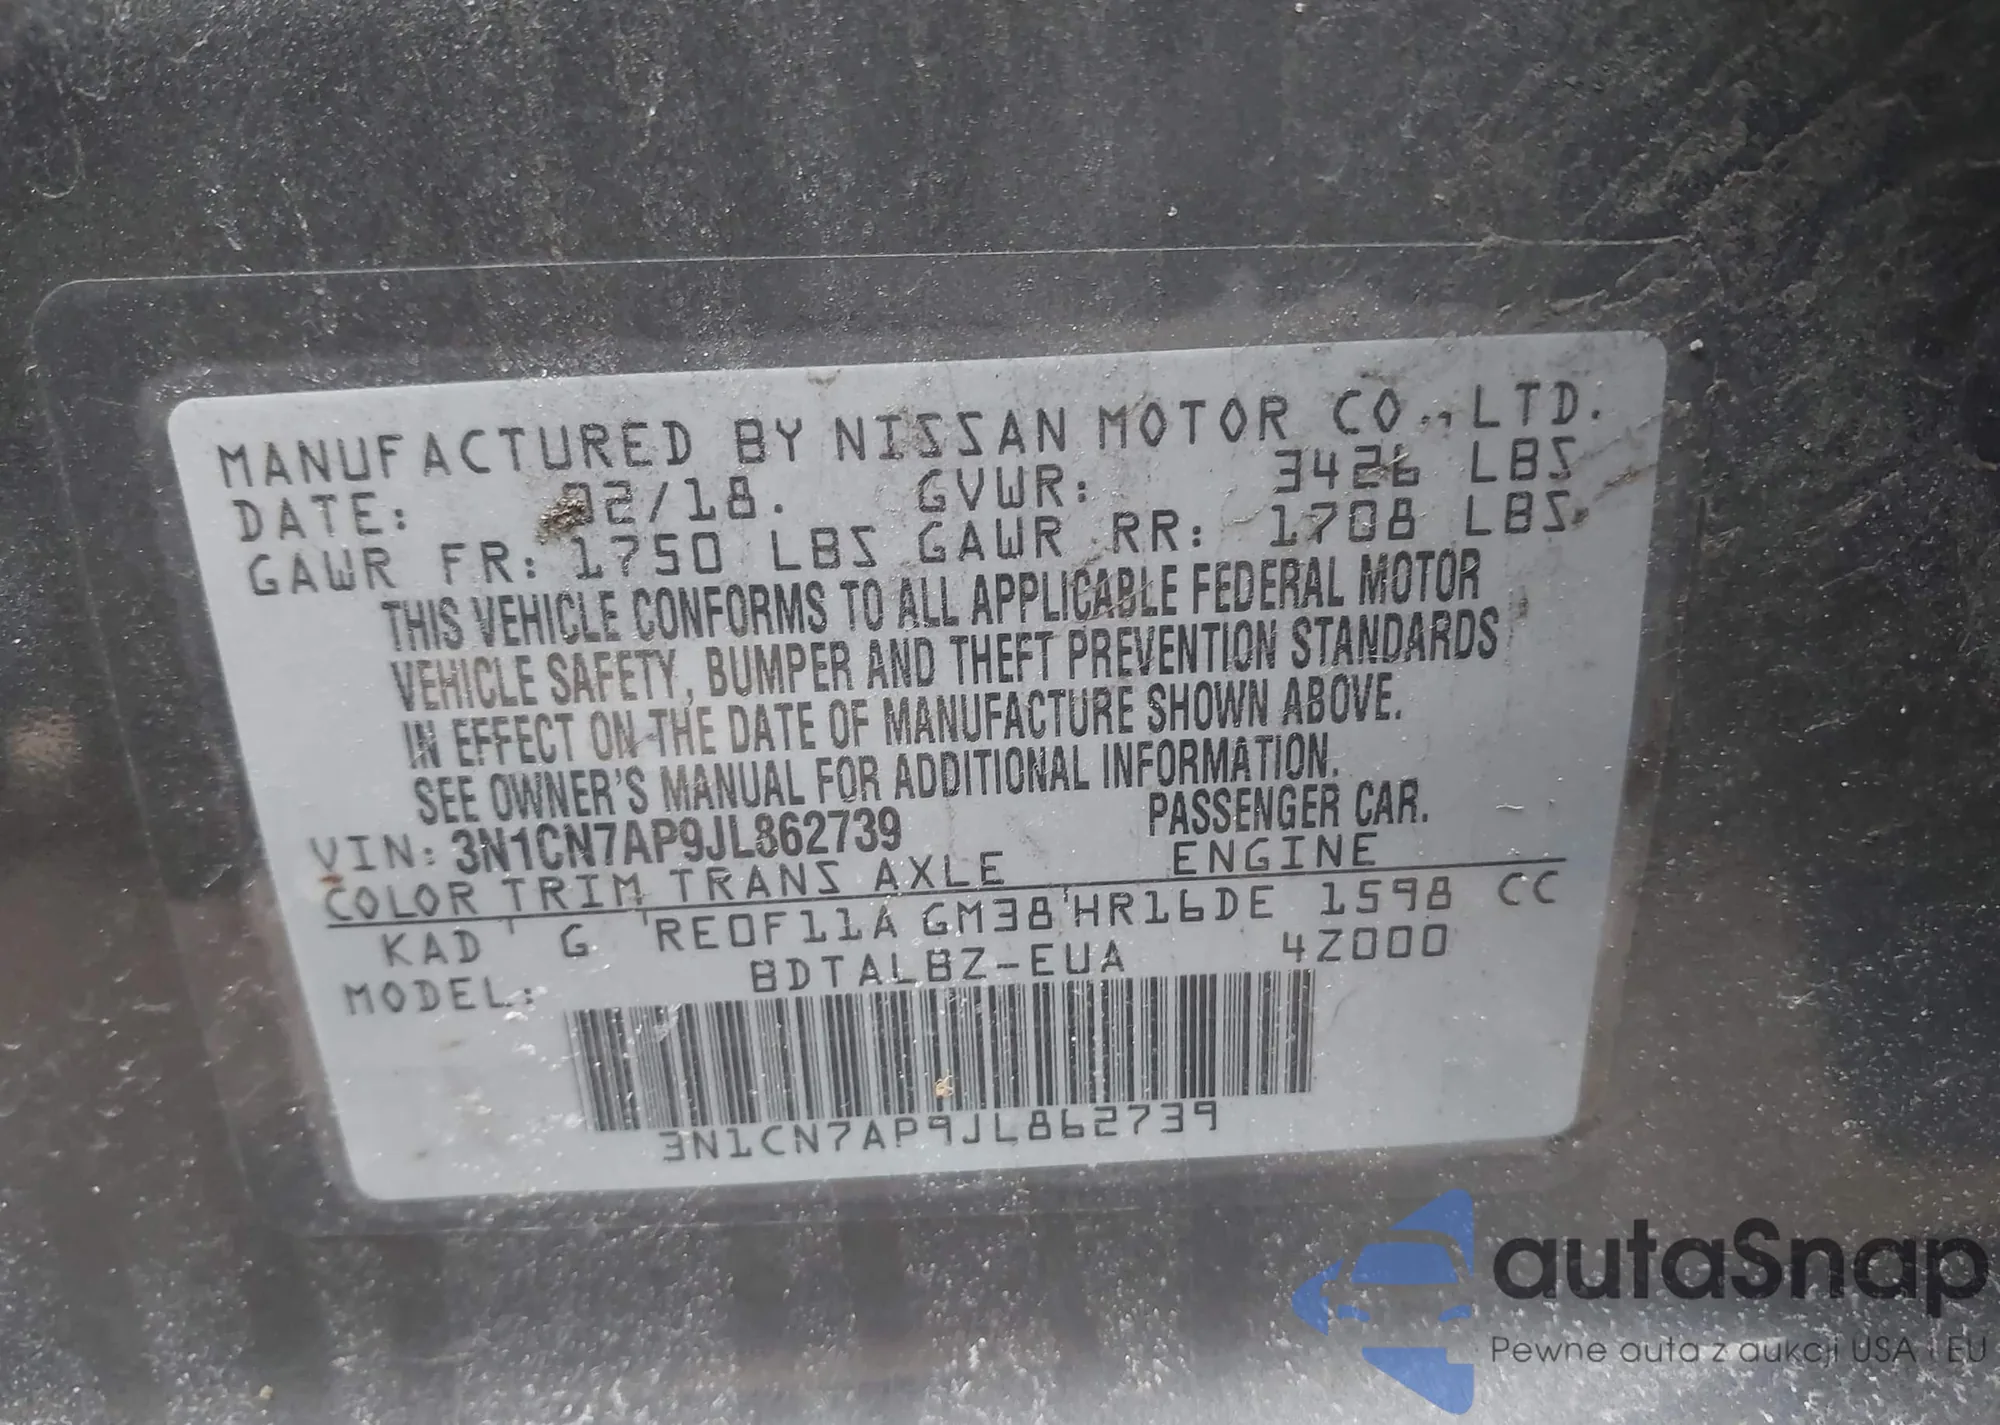 MANUFACTURED BY NISSAN MOTOR CO., LTD.
DATE: 02/18. GVWR: 3426 LBS
GAWR FR: 1750 LBS GAWR RR: 1708 LBS.
THIS VEHICLE CONFORMS TO ALL APPLICABLE FEDERAL MOTOR
VEHICLE SAFETY, BUMPER AND THEFT PREVENTION STANDARDS
IN EFFECT ON THE DATE OF MANUFACTURE SHOWN ABOVE.
SEE OWNER'S MANUAL FOR ADDITIONAL INFORMATION.
VIN: 3N1CN7AP9JL862739 PASSENGER CAR.
COLOR TRIM TRANS AXLE ENGINE
KAD G RE0F11A GM38 HR16DE 1598 CC
MODEL: BDTALBZ-EUA 4Z000
3N1CN7AP9JL862739
autaSnap
Pewne auta z aukcji USA i EU